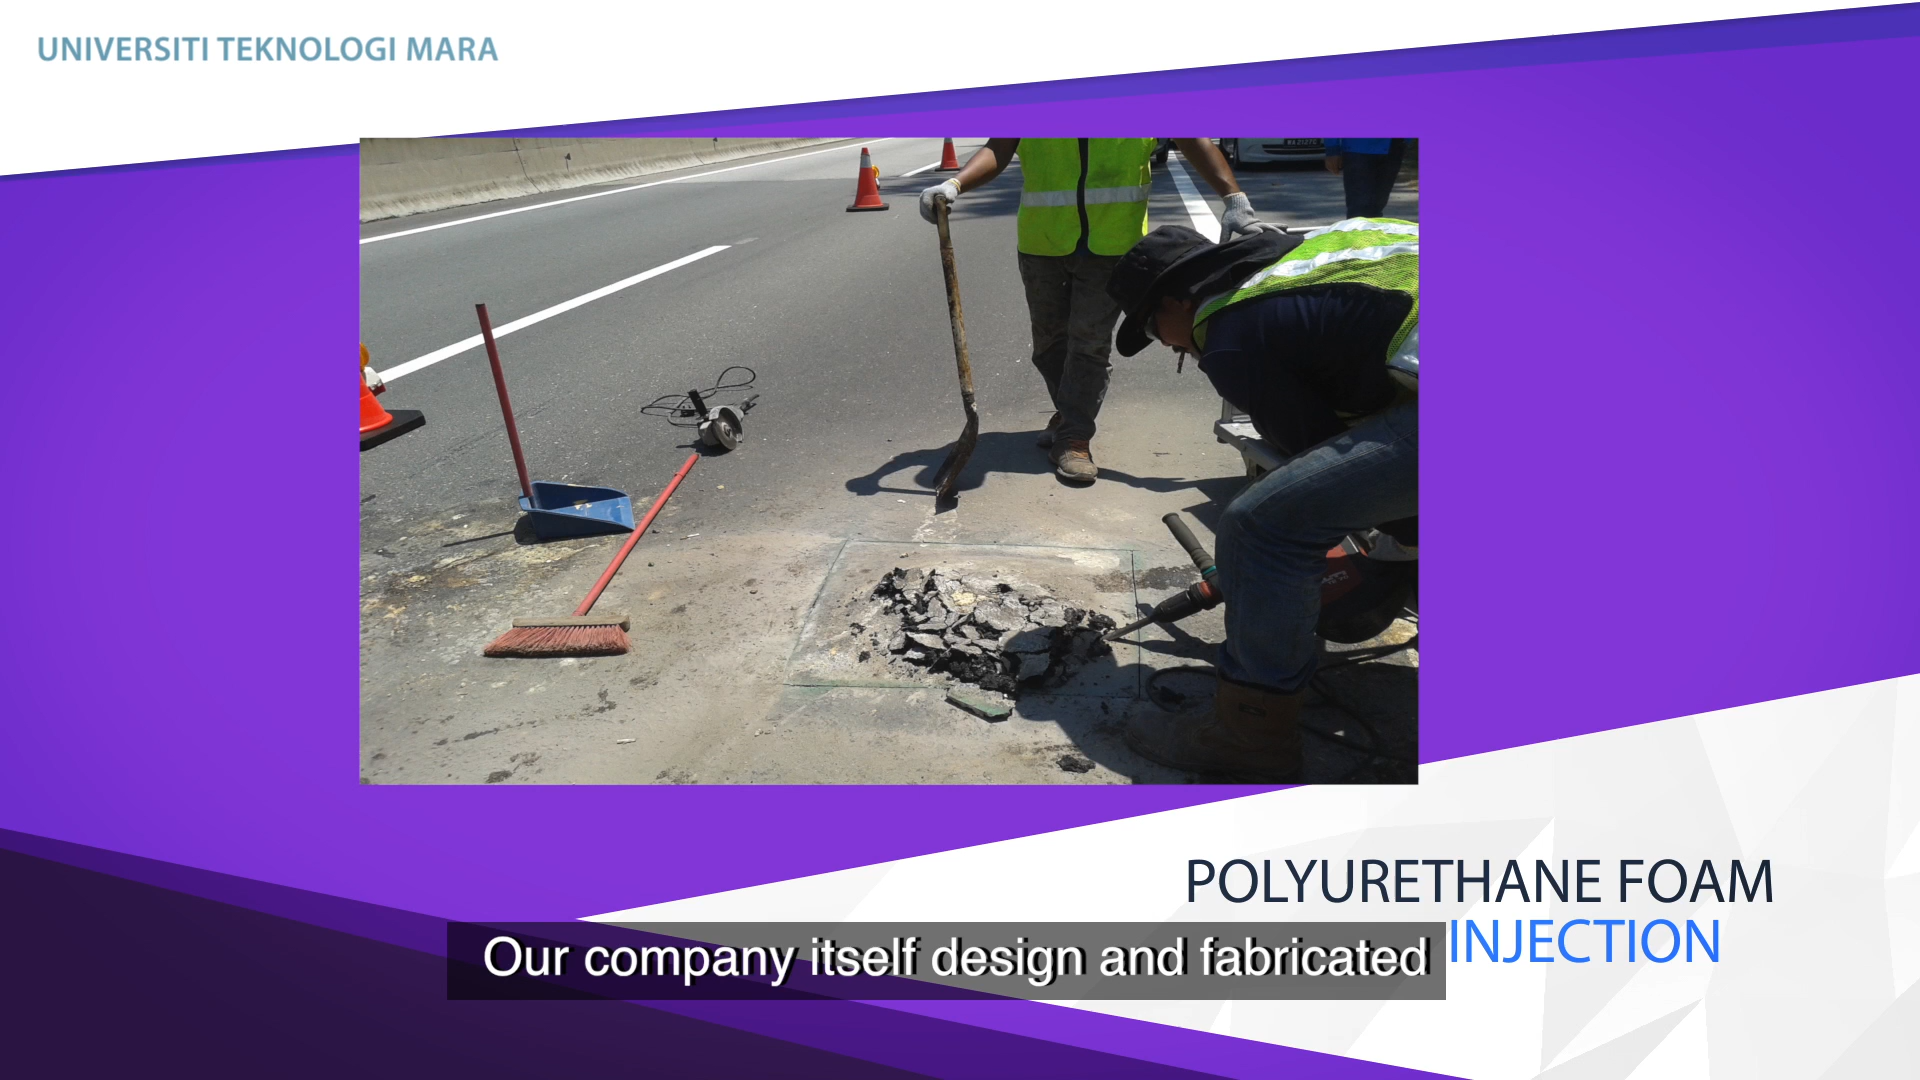 UNIVERSITI TEKNOLOGI MARA
POLYURETHANE FOAM
INJECTION
Our company itself design and fabricated